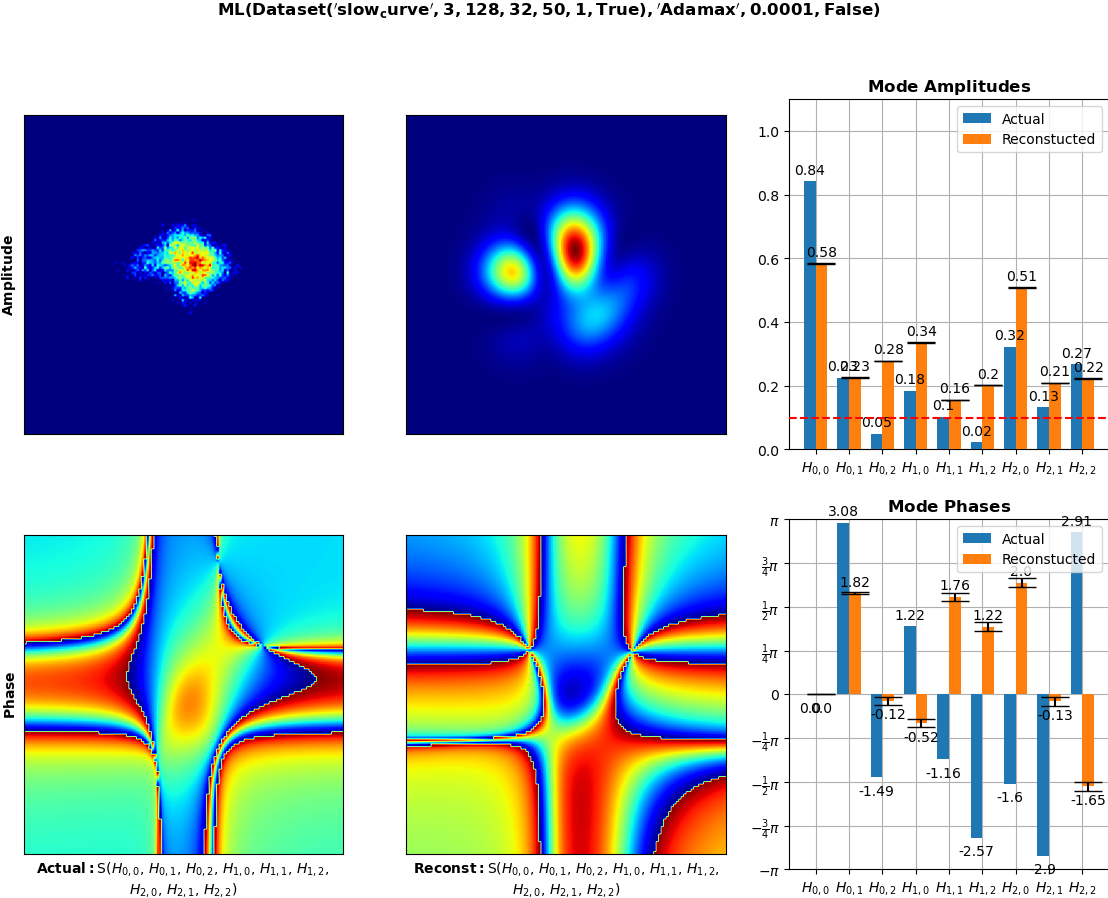 ML(Dataset('slow_curve', 3, 128, 32, 50, 1, True), 'Adamax', 0.0001, False)
Amplitude
Mode Amplitudes
Actual
Reconstucted
1.0
0.8
0.6
0.4
0.2
0.0
0.84
0.58
0.23
0.23
0.05
0.28
0.18
0.34
0.1
0.16
0.02
0.2
0.32
0.51
0.13
0.21
0.27
0.22
H0,0 H0,1 H0,2 H1,0 H1,1 H1,2 H2,0 H2,1 H2,2
Phase
Actual: S(H0,0, H0,1, H0,2, H1,0, H1,1, H1,2,
H2,0, H2,1, H2,2)
Reconst: S(H0,0, H0,1, H0,2, H1,0, H1,1, H1,2,
H2,0, H2,1, H2,2)
Mode Phases
Actual
Reconstucted
π
3/4π
1/2π
1/4π
0
−1/4π
−1/2π
−3/4π
−π
0.0
0.0
3.08
1.82
-1.49
-0.12
1.22
-0.52
-1.16
1.76
-2.57
1.22
-1.6
2.0
2.9
-0.13
2.91
-1.65
H0,0 H0,1 H0,2 H1,0 H1,1 H1,2 H2,0 H2,1 H2,2